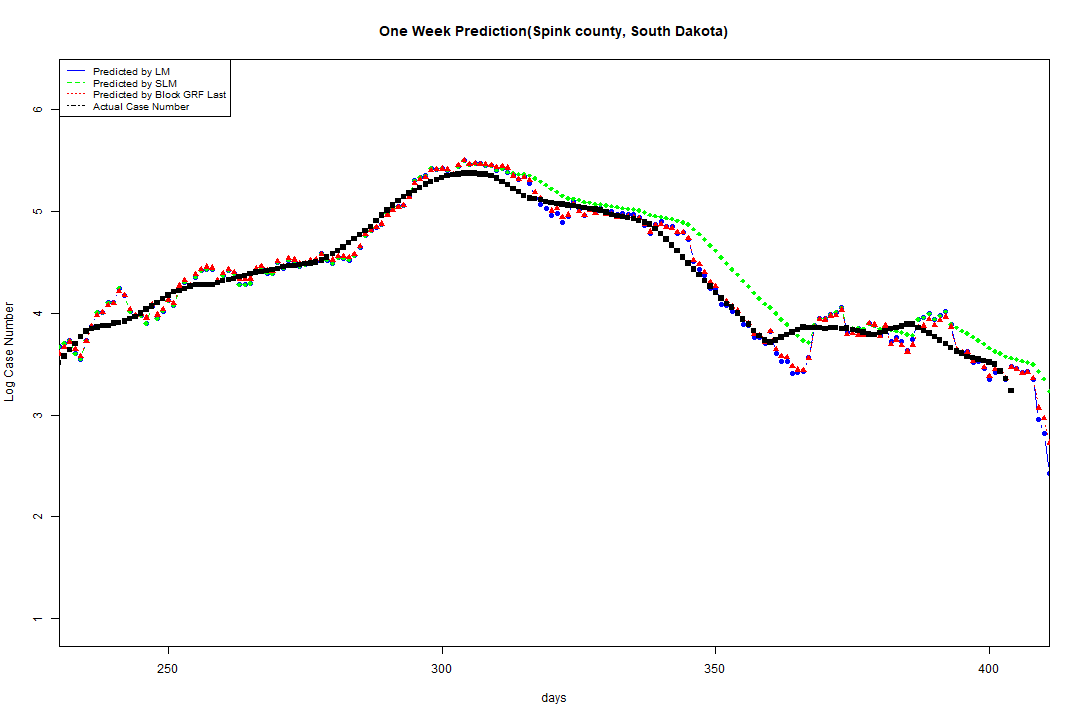 One Week Prediction(Spink county, South Dakota)
Predicted by LM
Predicted by SLM
Predicted by Block GRF Last
Actual Case Number
6
5
4
3
2
1
Log Case Number
250 300 350 400
days